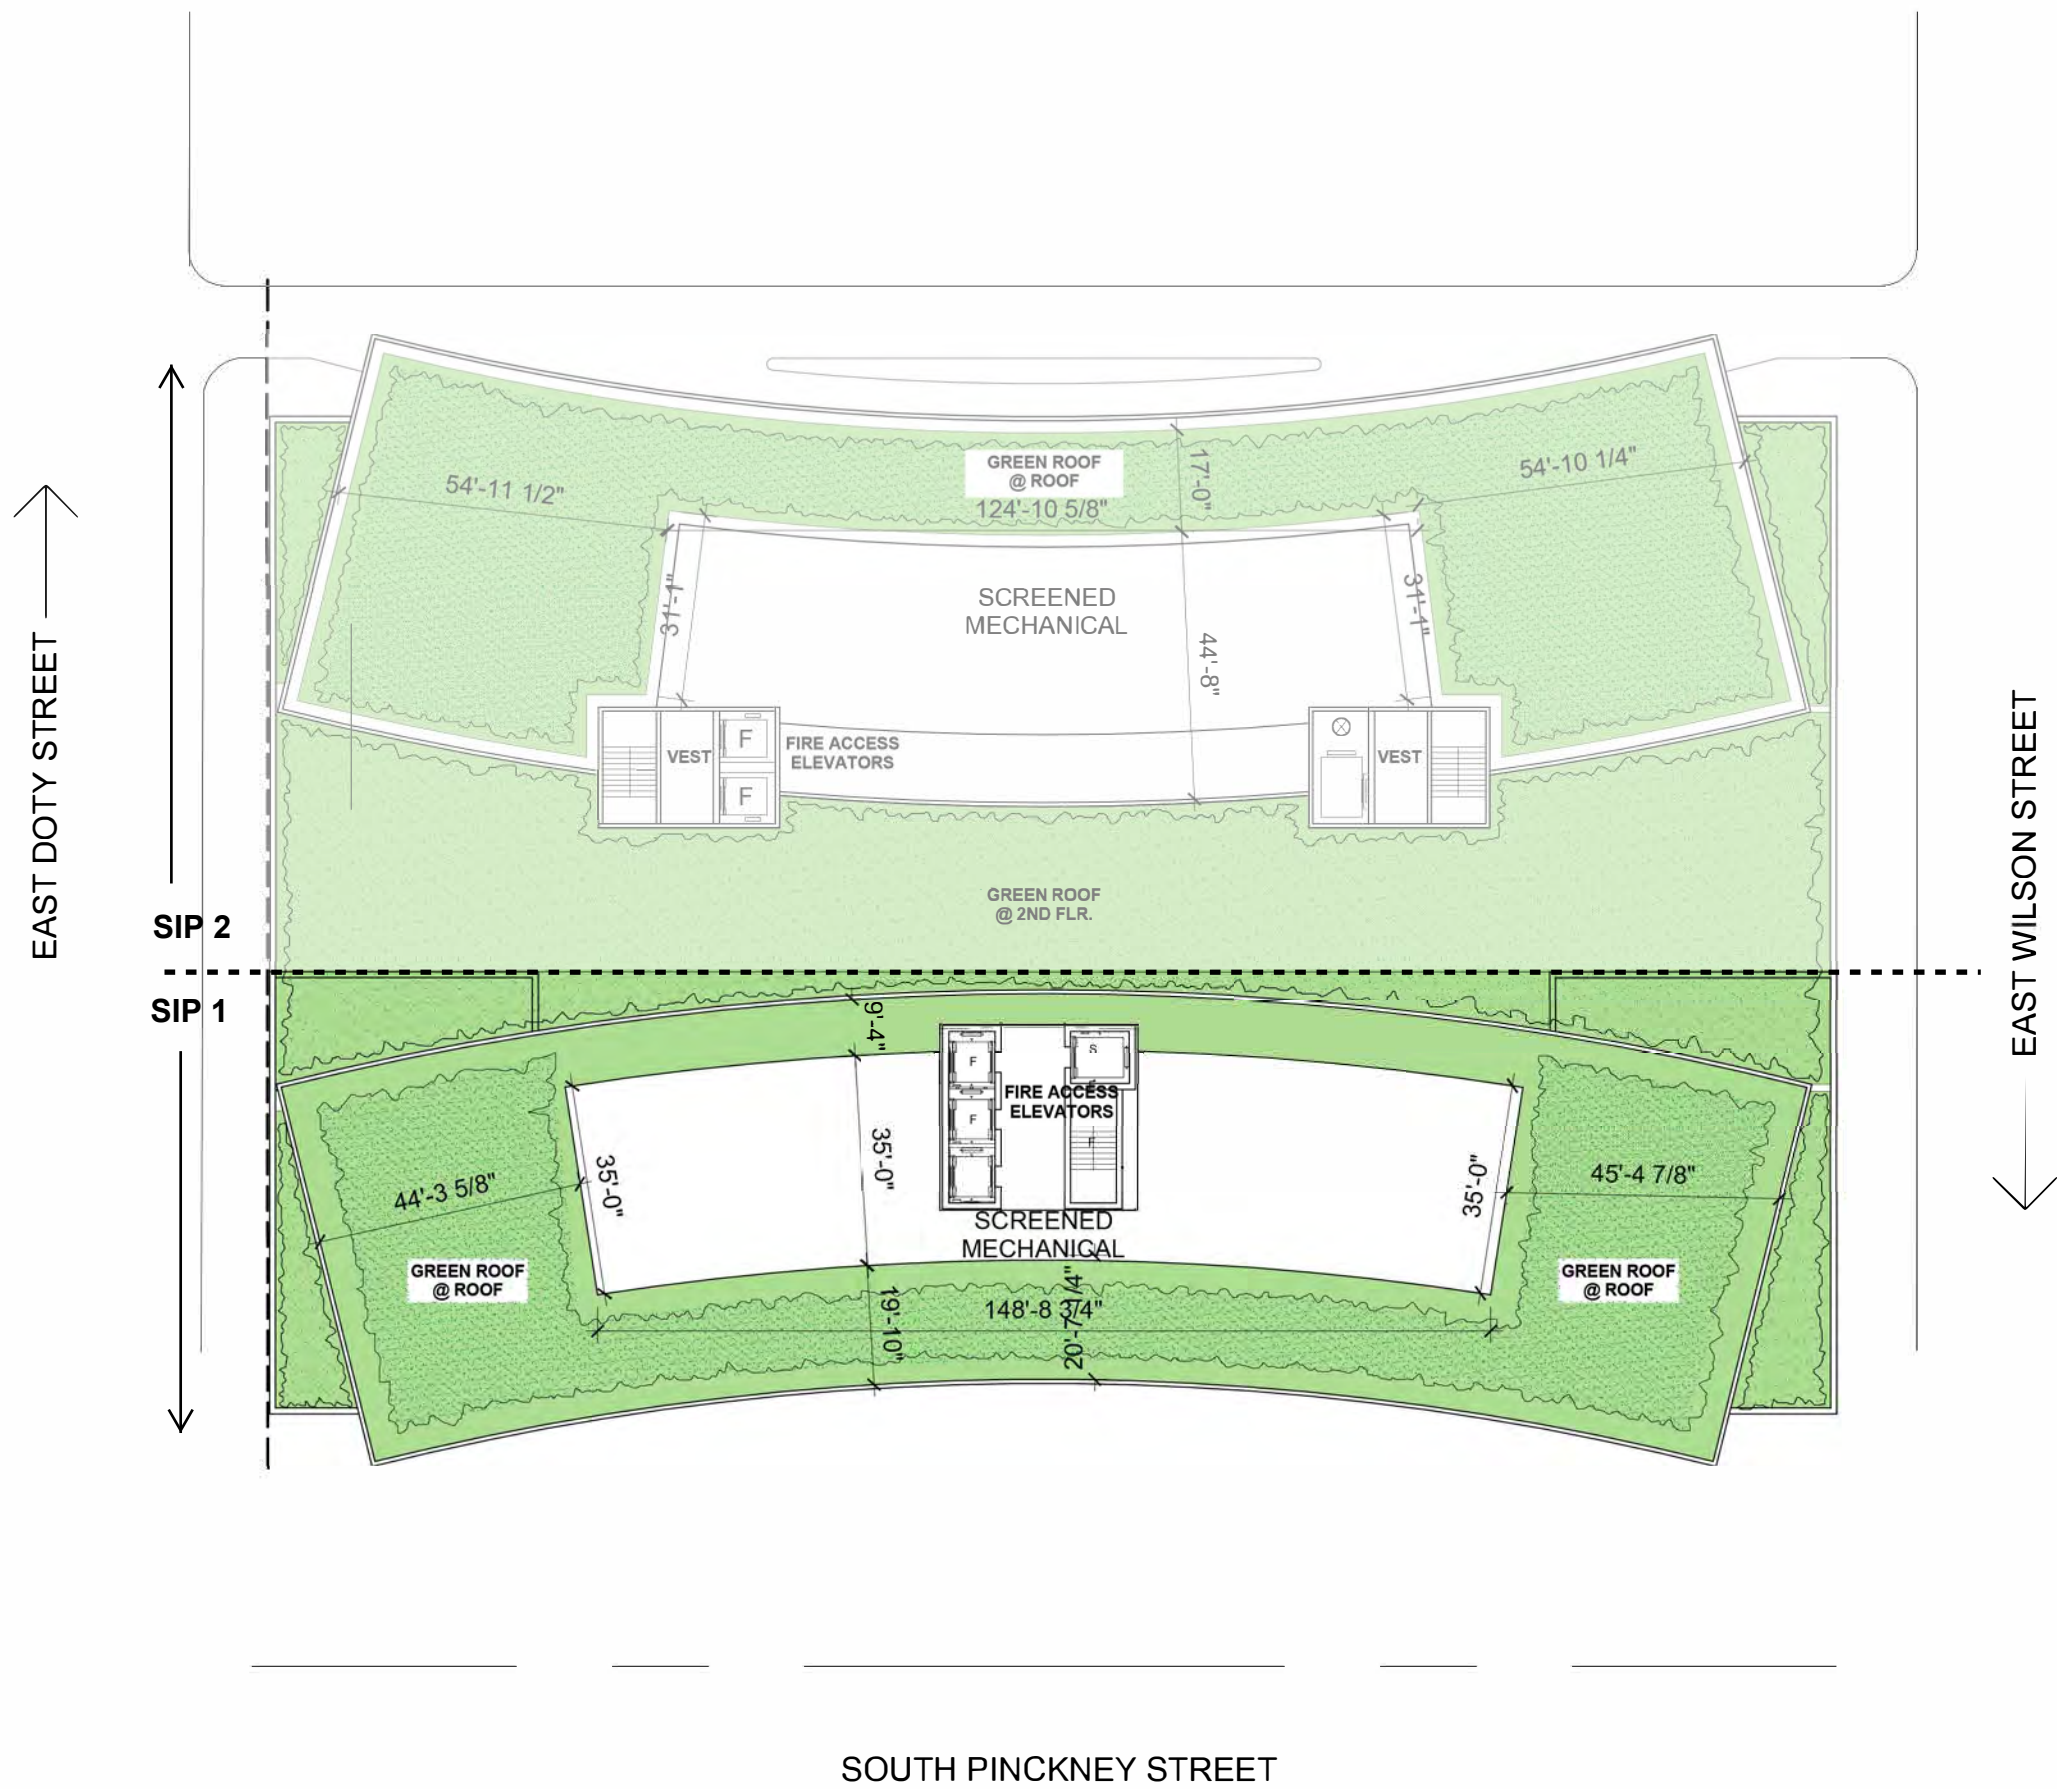 GREEN ROOF
@ ROOF
54'-11 1/2"
124'-10 5/8"
17'-0"
54'-10 1/4"
31'-1"
SCREENED
MECHANICAL
31'-1"
44'-8"
VEST
F
F
FIRE ACCESS
ELEVATORS
VEST
EAST DOTY STREET
EAST WILSON STREET
GREEN ROOF
@ 2ND FLR.
SIP 2
SIP 1
9'-4"
F
F
S
FIRE ACCESS
ELEVATORS
F
35'-0"
35'-0"
35'-0"
44'-3 5/8"
45'-4 7/8"
SCREENED
MECHANICAL
GREEN ROOF
@ ROOF
GREEN ROOF
@ ROOF
148'-8 3/4"
19'-10"
20'-7 1/4"
SOUTH PINCKNEY STREET